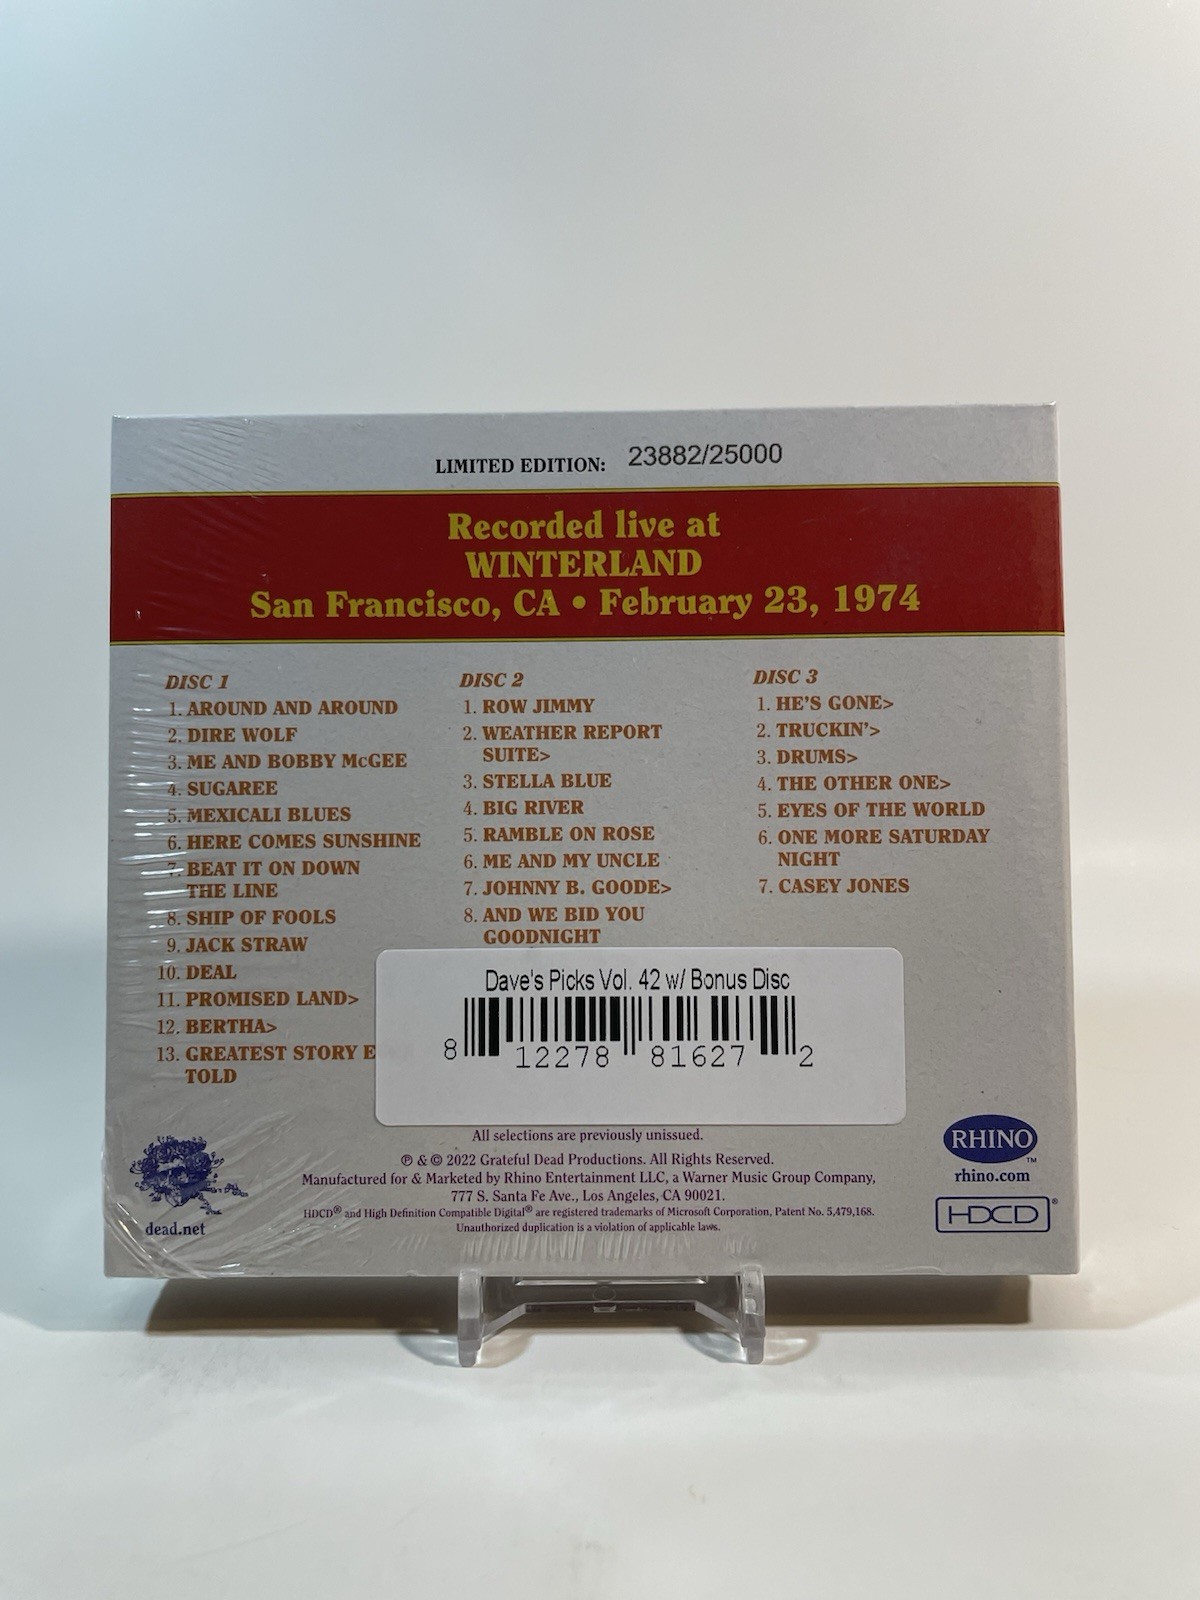 LIMITED EDITION: 23882/25000
Recorded live at
WINTERLAND
San Francisco, CA • February 23, 1974
DISC 1
1. AROUND AND AROUND
2. DIRE WOLF
3. ME AND BOBBY McGEE
4. SUGAREE
5. MEXICALI BLUES
6. HERE COMES SUNSHINE
7. BEAT IT ON DOWN
THE LINE
8. SHIP OF FOOLS
9. JACK STRAW
10. DEAL
11. PROMISED LAND>
12. BERTHA>
13. GREATEST STORY E
TOLD
DISC 2
1. ROW JIMMY
2. WEATHER REPORT
SUITE>
3. STELLA BLUE
4. BIG RIVER
5. RAMBLE ON ROSE
6. ME AND MY UNCLE
7. JOHNNY B. GOODE>
8. AND WE BID YOU
GOODNIGHT
DISC 3
1. HE'S GONE>
2. TRUCKIN'>
3. DRUMS>
4. THE OTHER ONE>
5. EYES OF THE WORLD
6. ONE MORE SATURDAY
NIGHT
7. CASEY JONES
Dave's Picks Vol. 42 w/ Bonus Disc
8 12278 81627 2
All selections are previously unissued.
℗ & © 2022 Grateful Dead Productions. All Rights Reserved.
Manufactured for & Marketed by Rhino Entertainment LLC, a Warner Music Group Company,
777 S. Santa Fe Ave., Los Angeles, CA 90021.
HDCD® and High Definition Compatible Digital® are registered trademarks of Microsoft Corporation, Patent No. 5,479,168.
Unauthorized duplication is a violation of applicable laws.
dead.net
RHINO™
rhino.com
HDCD®